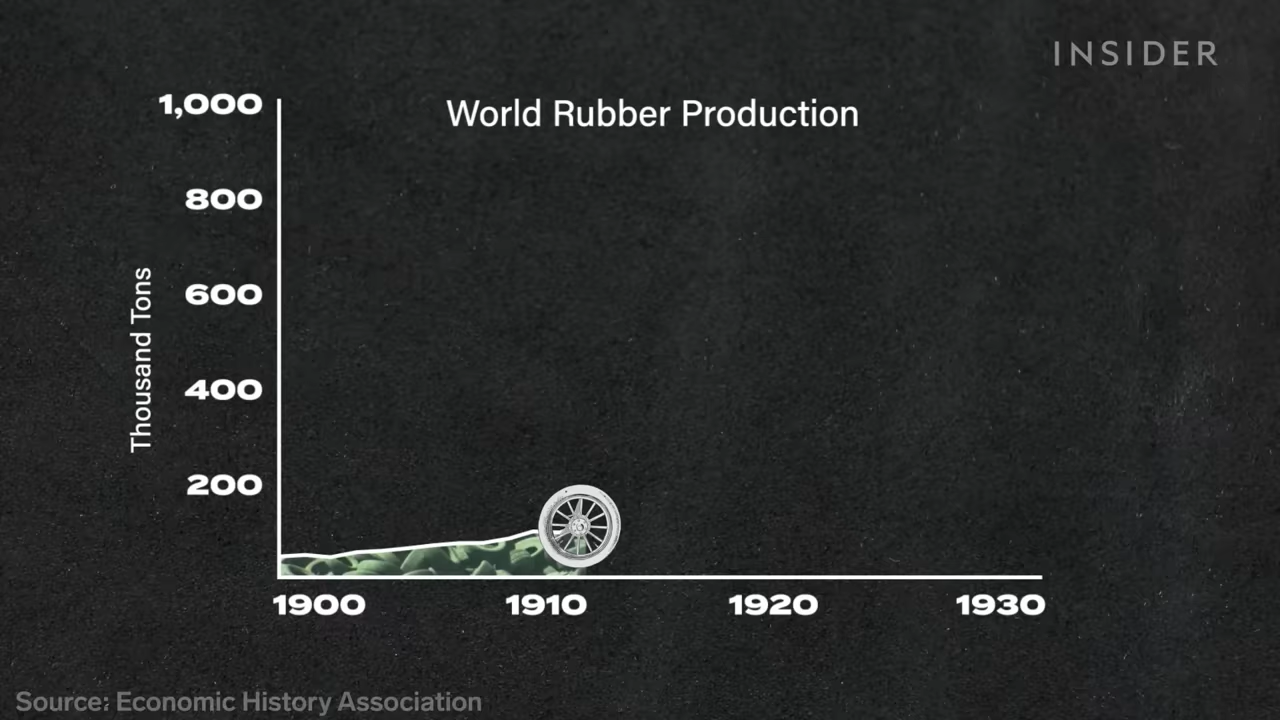 INSIDER
World Rubber Production
Thousand Tons
1,000
800
600
400
200
1900 1910 1920 1930
Source: Economic History Association